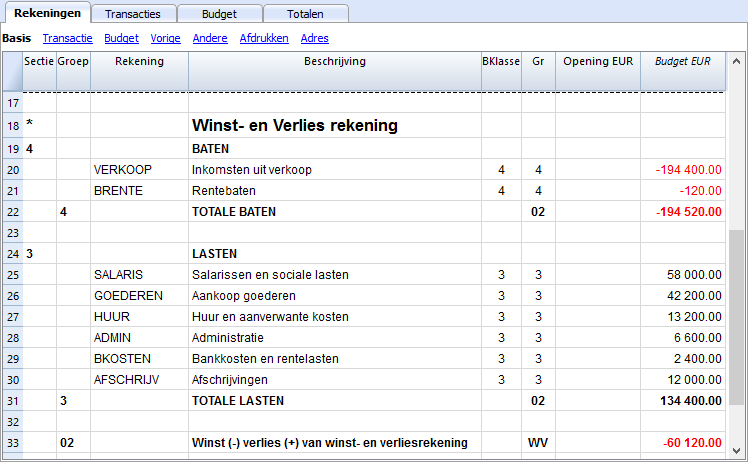 Rekeningen Transacties Budget Totalen
Basis Transactie Budget Vorige Andere Afdrukken Adres
Sectie Groep Rekening Beschrijving BKlasse Gr Opening EUR Budget EUR
17
18 * Winst- en Verlies rekening
19 4 BATEN
20 VERKOOP Inkomsten uit verkoop 4 4 -194 400.00
21 BRENTE Rentebaten 4 4 -120.00
22 4 TOTALE BATEN 02 -194 520.00
23
24 3 LASTEN
25 SALARIS Salarissen en sociale lasten 3 3 58 000.00
26 GOEDEREN Aankoop goederen 3 3 42 200.00
27 HUUR Huur en aanverwante kosten 3 3 13 200.00
28 ADMIN Administratie 3 3 6 600.00
29 BKOSTEN Bankkosten en rentelasten 3 3 2 400.00
30 AFSCHRIJV Afschrijvingen 3 3 12 000.00
31 3 TOTALE LASTEN 02 134 400.00
32
33 02 Winst (-) verlies (+) van winst- en verliesrekening WV -60 120.00